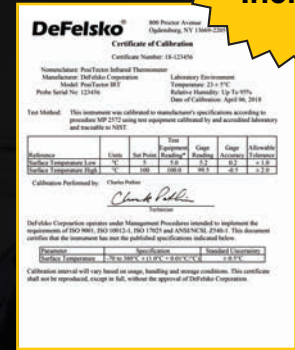 DeFelsko®
800 Proctor Avenue
Ogdensburg, NY 13669-2205
Certificate of Calibration
Certificate Number: 18-123456
Nomenclature: PosiTector Infrared Thermometer
Manufacturer: DeFelsko Corporation
Laboratory Environment
Model: PosiTector IRT
Temperature: 23 ± 5°C
Probe Serial No: 123456
Relative Humidity: Up To 95%
Date of Calibration: April 06, 2018
Test Method: This instrument was calibrated to manufacturer's specifications according to
procedure MP 2572 using test equipment calibrated by and accredited laboratory
and traceable to NIST.
Reference Units Set Point Test Equipment Reading* Gage Reading Gage Accuracy Allowable Tolerance
Surface Temperature Low °C 5 5.0 5.2 0.2 ± 1.0
Surface Temperature High °C 100 100.0 99.5 -0.5 ± 2.0
Calibration Performed by: Charles Pothier
Technician
DeFelsko Corporation operates under Management Procedures intended to implement the
requirements of ISO 9001, ISO 10012-1, ISO 17025 and ANSI/NCSL Z540-1. This document
certifies that the instrument has met the published specifications indicated below.
Parameter Specification Standard Uncertainty
Surface Temperature ± 0.5°C
Calibration interval will vary based on usage, handling and storage conditions. This certificate
shall not be reproduced, except in full, without the approval of DeFelsko Corporation.